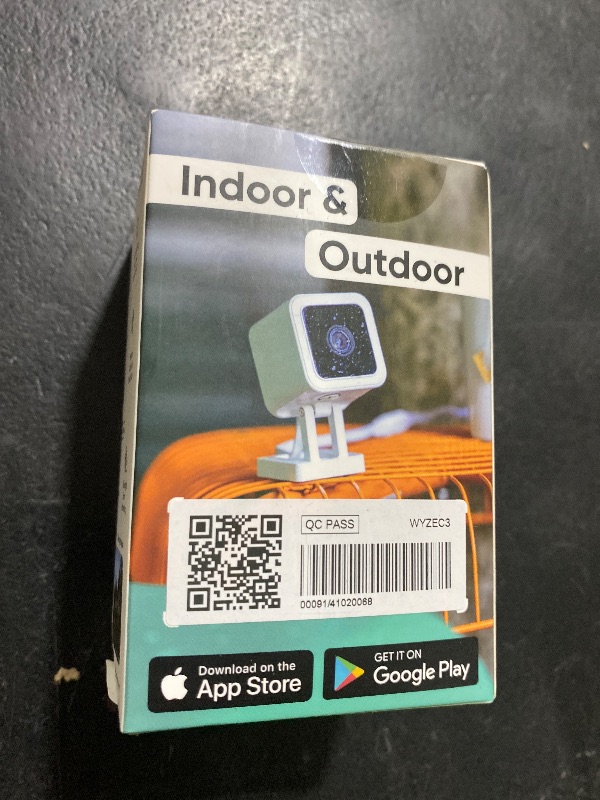 Indoor &
Outdoor
QC PASS
WYZEC3
00091/41020068
Download on the
App Store
GET IT ON
Google Play